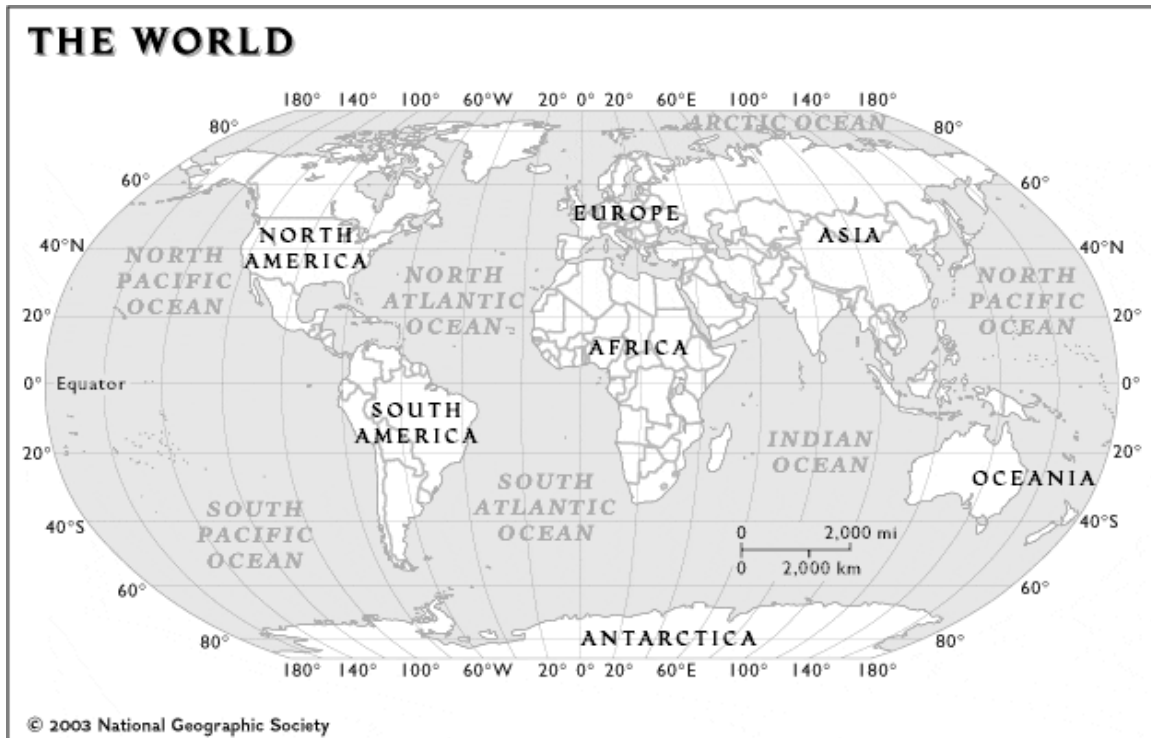 THE WORLD
180° 140° 100° 60°W 20° 0° 20° 60°E 100° 140° 180°
ARCTIC OCEAN
80° 80°
60° 60°
EUROPE
NORTH
AMERICA
ASIA
40°N 40°N
NORTH
PACIFIC
OCEAN
NORTH
ATLANTIC
OCEAN
NORTH
PACIFIC
OCEAN
20° 20°
AFRICA
0° Equator 0°
SOUTH
AMERICA
INDIAN
OCEAN
20° 20°
OCEANIA
SOUTH
PACIFIC
OCEAN
SOUTH
ATLANTIC
OCEAN
40°S 40°S
0 2,000 mi
0 2,000 km
60° 60°
ANTARCTICA
80° 80°
180° 140° 100° 60°W 20° 0° 20° 60°E 100° 140° 180°
© 2003 National Geographic Society